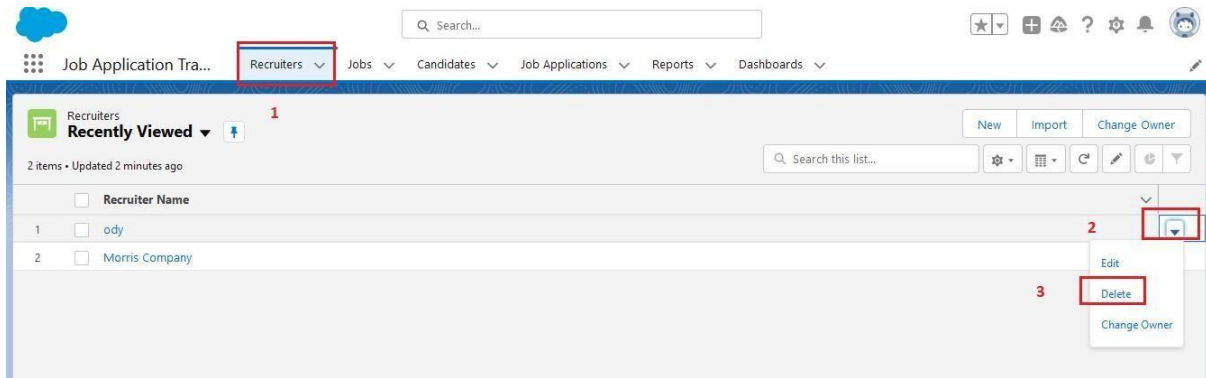 Search...
Job Application Tra... Recruiters Jobs Candidates Job Applications Reports Dashboards
1
Recruiters
Recently Viewed
New Import Change Owner
2 items • Updated 2 minutes ago
Search this list...
Recruiter Name
1 ody
2
2 Morris Company
Edit
3
Delete
Change Owner